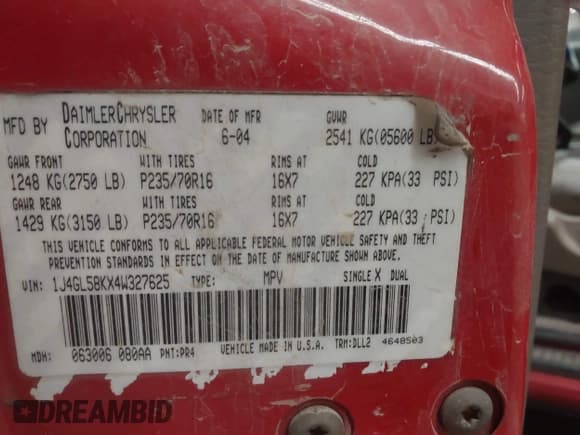 MFD BY DAIMLERCHRYSLER CORPORATION DATE OF MFR 6-04 GVWR 2541 KG(05600 LB)
GAWR FRONT WITH TIRES RIMS AT COLD
1248 KG(2750 LB) P235/70R16 16X7 227 KPA(33 PSI)
GAWR REAR WITH TIRES RIMS AT COLD
1429 KG(3150 LB) P235/70R16 16X7 227 KPA(33 PSI)
THIS VEHICLE CONFORMS TO ALL APPLICABLE FEDERAL MOTOR VEHICLE SAFETY AND THEFT
PREVENTION STANDARDS IN EFFECT ON THE DATE OF MANUFACTURE SHOWN ABOVE.
VIN: 1J4GL58KX4W327625 TYPE: MPV SINGLE X DUAL
MDH: 063006 080AA PNT:PR4 VEHICLE MADE IN U.S.A. TRM:DLL2 4648503
DREAMBID